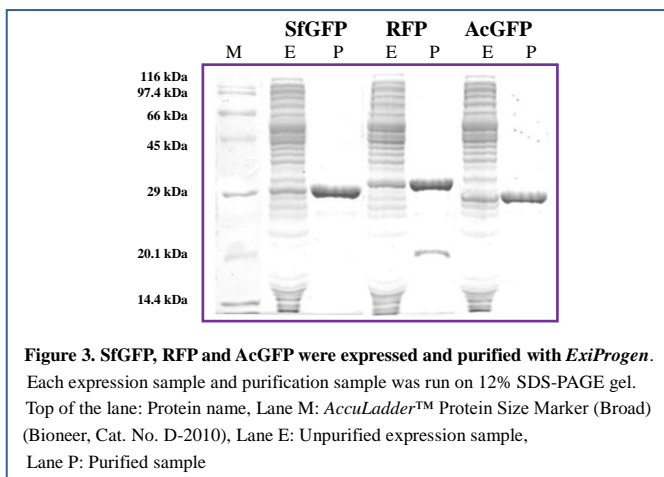 SfGFP RFP AcGFP
M E P E P E P
116 kDa
97.4 kDa
66 kDa
45 kDa
29 kDa
20.1 kDa
14.4 kDa
Figure 3. SfGFP, RFP and AcGFP were expressed and purified with ExiProgen.
Each expression sample and purification sample was run on 12% SDS-PAGE gel.
Top of the lane: Protein name, Lane M: AccuLadder™ Protein Size Marker (Broad)
(Bioneer, Cat. No. D-2010), Lane E: Unpurified expression sample,
Lane P: Purified sample